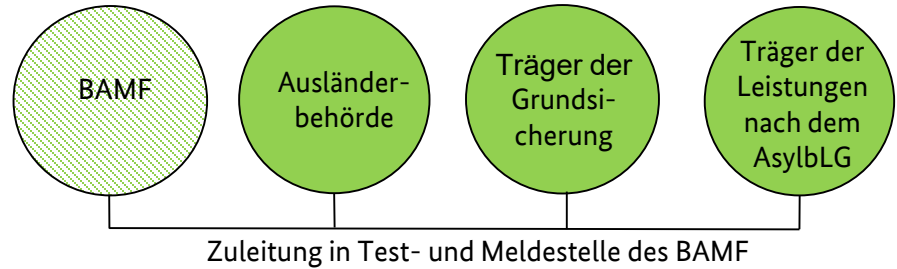 BAMF
Ausländer-
behörde
Träger der
Grundsi-
cherung
Träger der
Leistungen
nach dem
AsylbLG
Zuleitung in Test- und Meldestelle des BAMF